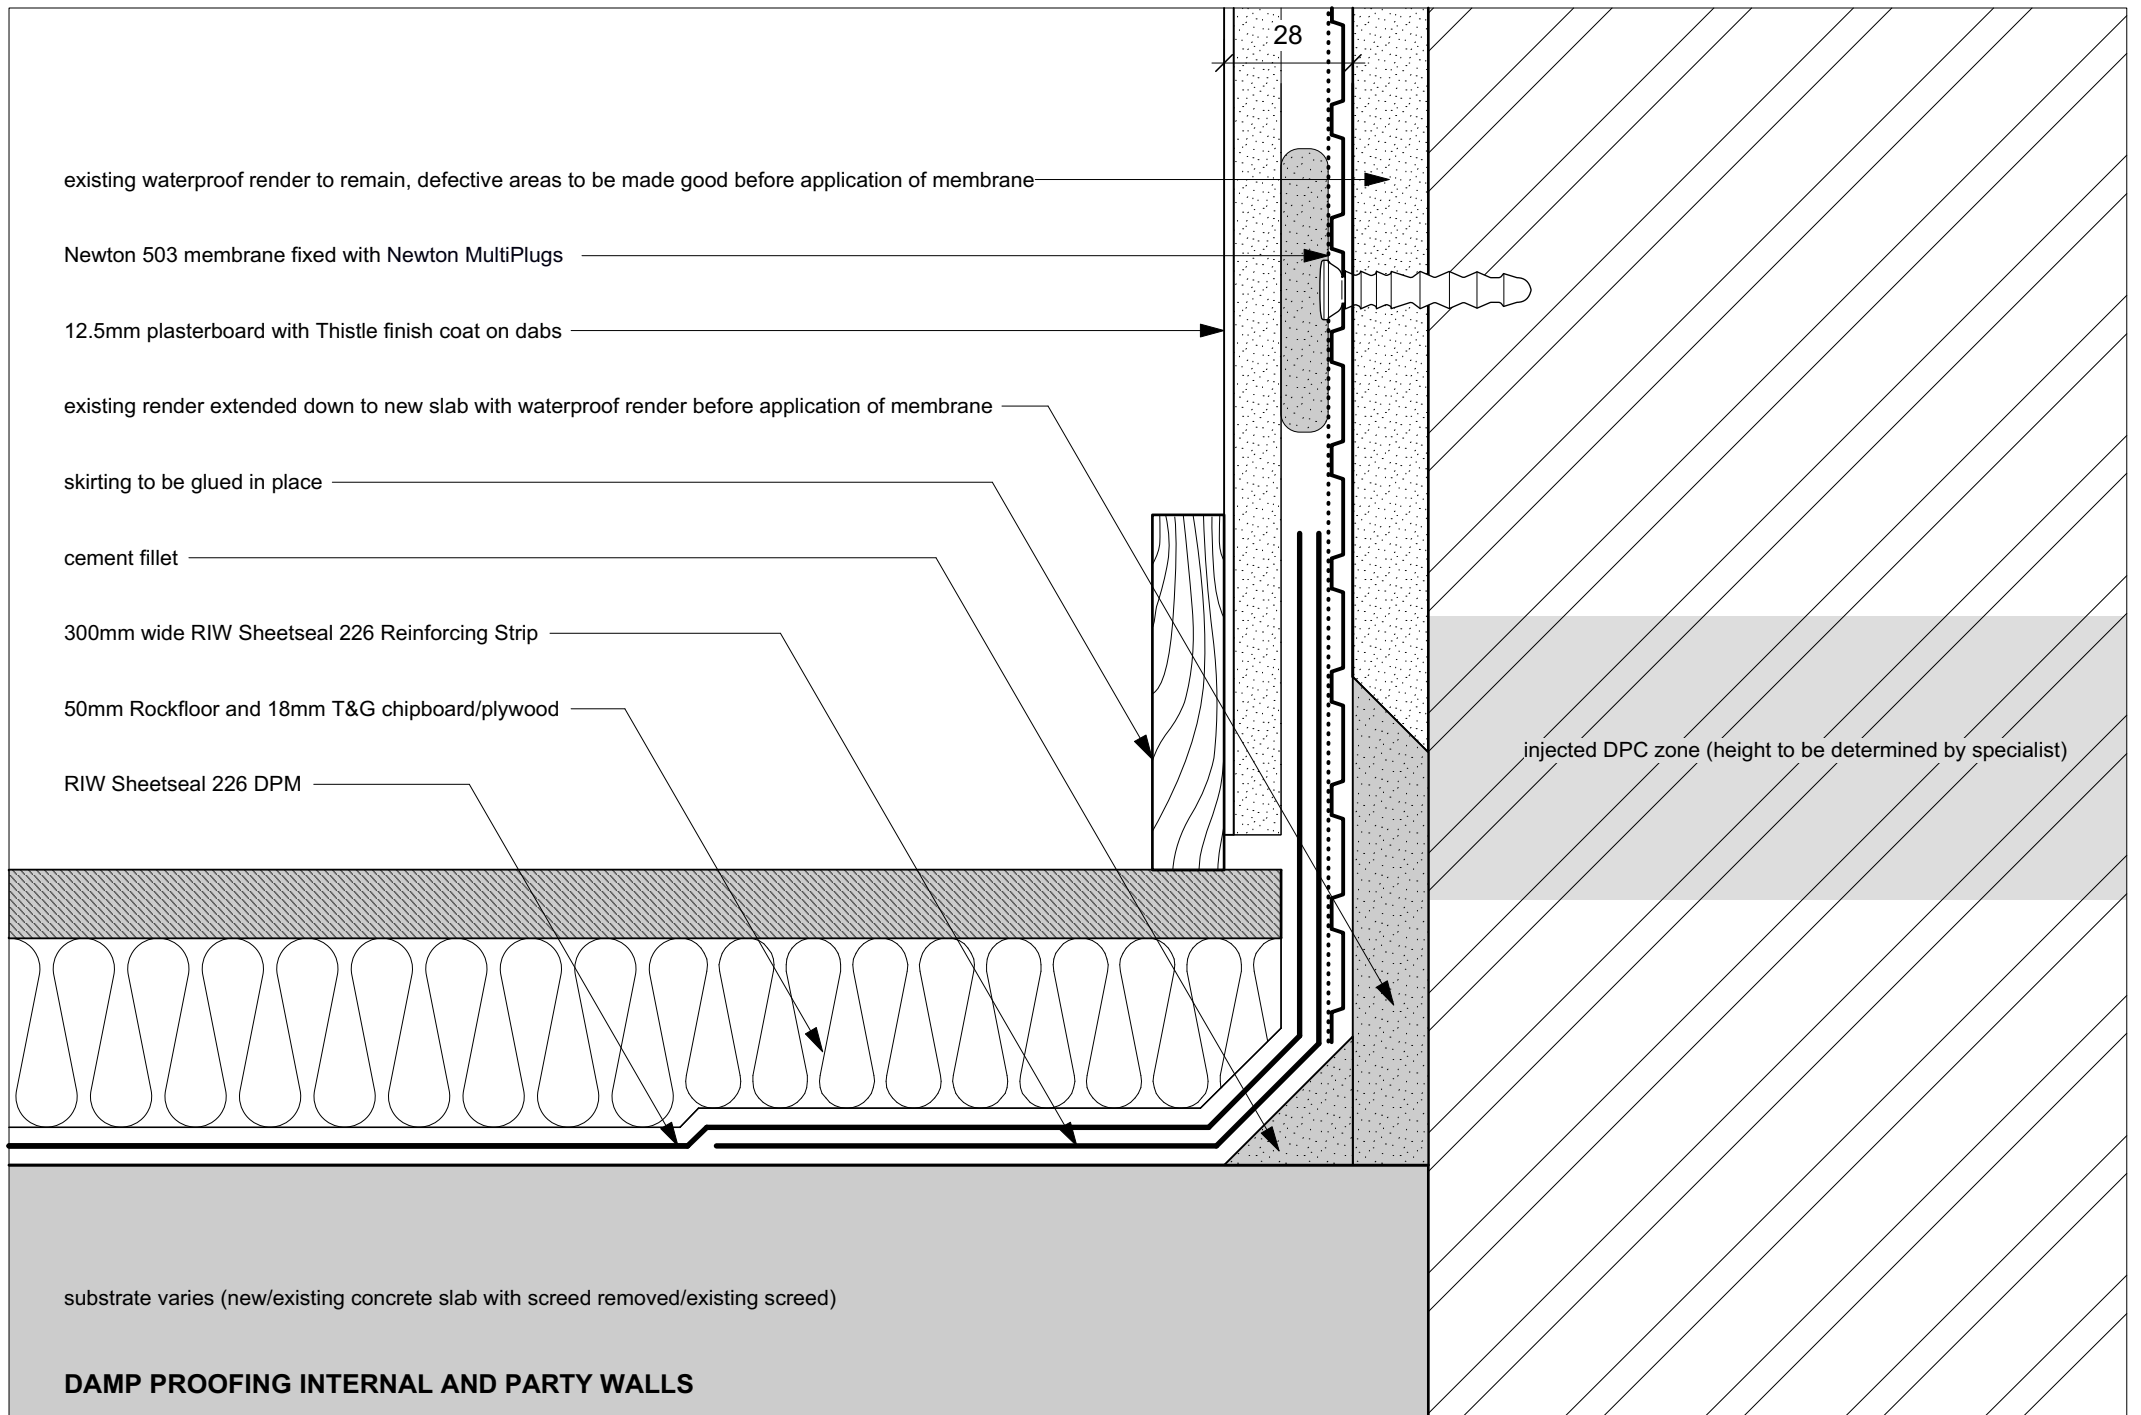 28
existing waterproof render to remain, defective areas to be made good before application of membrane
Newton 503 membrane fixed with Newton MultiPlugs
12.5mm plasterboard with Thistle finish coat on dabs
existing render extended down to new slab with waterproof render before application of membrane
skirting to be glued in place
cement fillet
300mm wide RIW Sheetseal 226 Reinforcing Strip
50mm Rockfloor and 18mm T&G chipboard/plywood
injected DPC zone (height to be determined by specialist)
RIW Sheetseal 226 DPM
substrate varies (new/existing concrete slab with screed removed/existing screed)
DAMP PROOFING INTERNAL AND PARTY WALLS